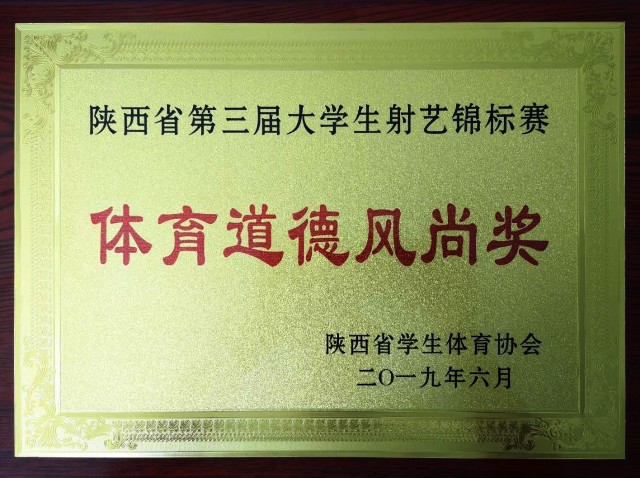 陕西省第三届大学生射艺锦标赛
体育道德风尚奖
陕西省学生体育协会
二〇一九年六月